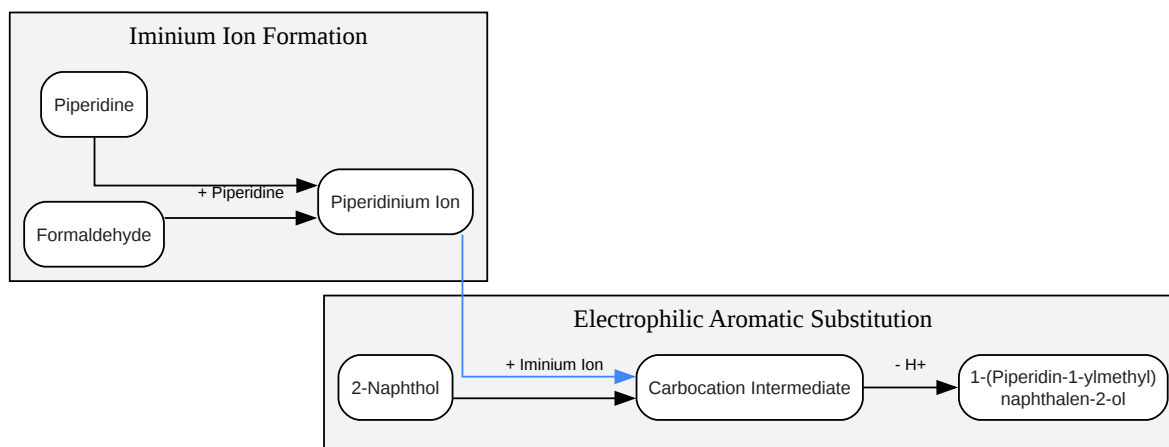 Iminium Ion Formation
Piperidine
+ Piperidine
Piperidinium Ion
Formaldehyde
Electrophilic Aromatic Substitution
+ Iminium Ion
- H+
2-Naphthol
Carbocation Intermediate
1-(Piperidin-1-ylmethyl)
naphthalen-2-ol